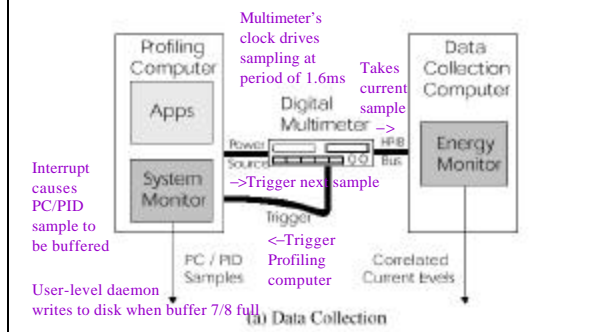 Multimeter's
clock drives
sampling at
period of 1.6ms
Profiling
Computer
Apps
System
Monitor
Power
Source
Digital
Multimeter
Takes
current
sample
–>
HPIB
Bus
Data
Collection
Computer
Energy
Monitor
–>Trigger next sample
Trigger
<–Trigger
Profiling
computer
Interrupt
causes
PC/PID
sample to
be buffered
PC / PID
Samples
Correlated
Current levels
User-level daemon
writes to disk when buffer 7/8 full
(a) Data Collection